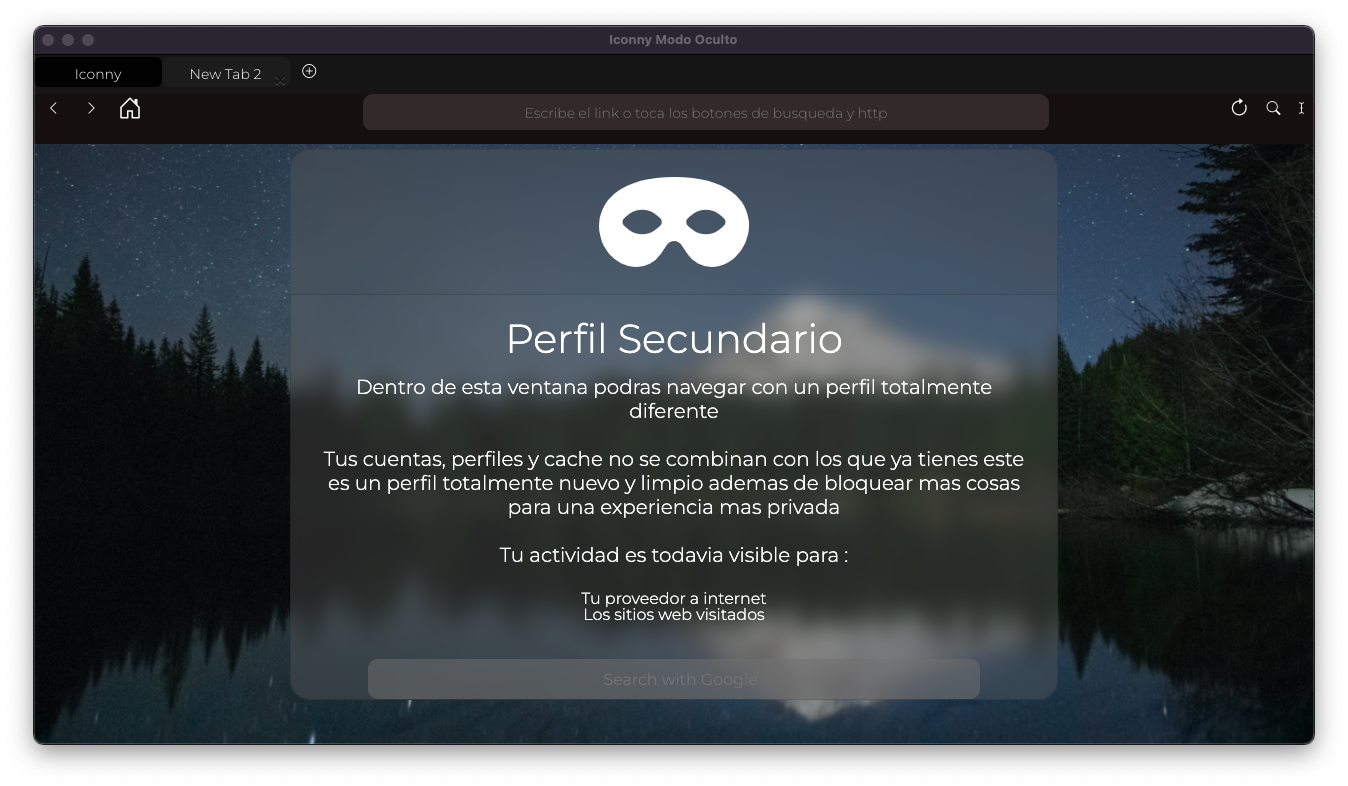 Iconny Modo Oculto
Iconny
New Tab 2
Escribe el link o toca los botones de busqueda y http
Perfil Secundario
Dentro de esta ventana podras navegar con un perfil totalmente
diferente
Tus cuentas, perfiles y cache no se combinan con los que ya tienes este
es un perfil totalmente nuevo y limpio ademas de bloquear mas cosas
para una experiencia mas privada
Tu actividad es todavia visible para :
Tu proveedor a internet
Los sitios web visitados
Search with Google